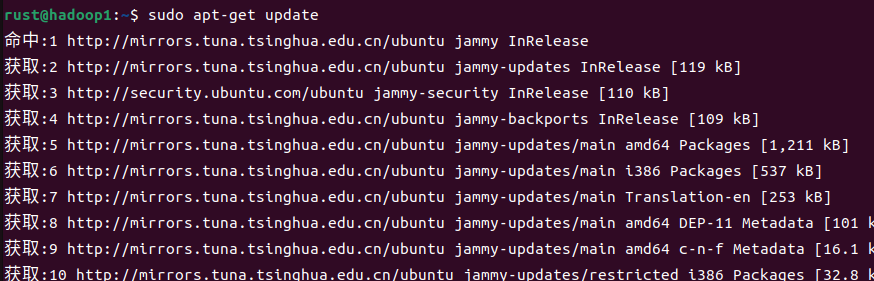 rust@hadoop1:~$ sudo apt-get update
命中:1 http://mirrors.tuna.tsinghua.edu.cn/ubuntu jammy InRelease
获取:2 http://mirrors.tuna.tsinghua.edu.cn/ubuntu jammy-updates InRelease [119 kB]
获取:3 http://security.ubuntu.com/ubuntu jammy-security InRelease [110 kB]
获取:4 http://mirrors.tuna.tsinghua.edu.cn/ubuntu jammy-backports InRelease [109 kB]
获取:5 http://mirrors.tuna.tsinghua.edu.cn/ubuntu jammy-updates/main amd64 Packages [1,211 kB]
获取:6 http://mirrors.tuna.tsinghua.edu.cn/ubuntu jammy-updates/main i386 Packages [537 kB]
获取:7 http://mirrors.tuna.tsinghua.edu.cn/ubuntu jammy-updates/main Translation-en [253 kB]
获取:8 http://mirrors.tuna.tsinghua.edu.cn/ubuntu jammy-updates/main amd64 DEP-11 Metadata [101 k
获取:9 http://mirrors.tuna.tsinghua.edu.cn/ubuntu jammy-updates/main amd64 c-n-f Metadata [16.1 k
获取:10 http://mirrors.tuna.tsinghua.edu.cn/ubuntu jammy-updates/restricted i386 Packages [32.8 k